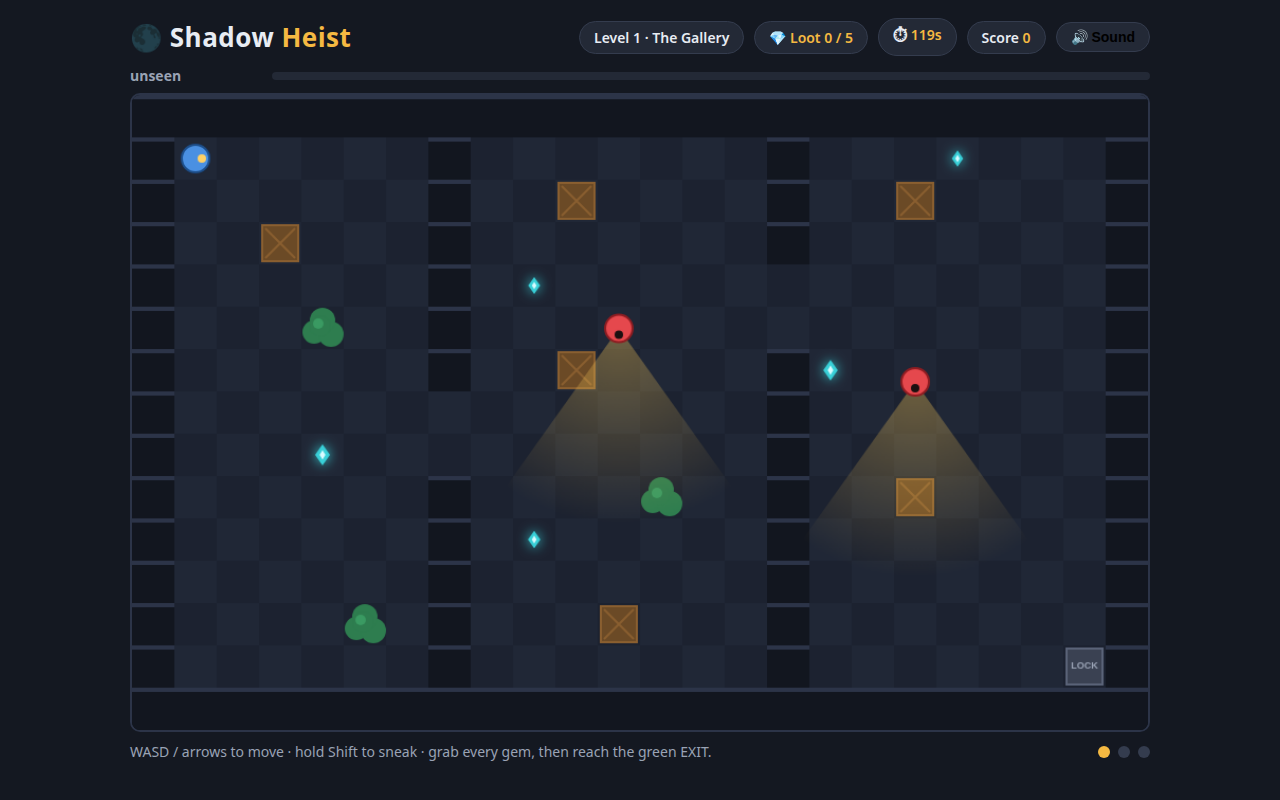 Shadow Heist
Level 1 · The Gallery
💎 Loot 0 / 5
⏱ 119s
Score 0
🔊 Sound
unseen
LOCK
WASD / arrows to move · hold Shift to sneak · grab every gem, then reach the green EXIT.